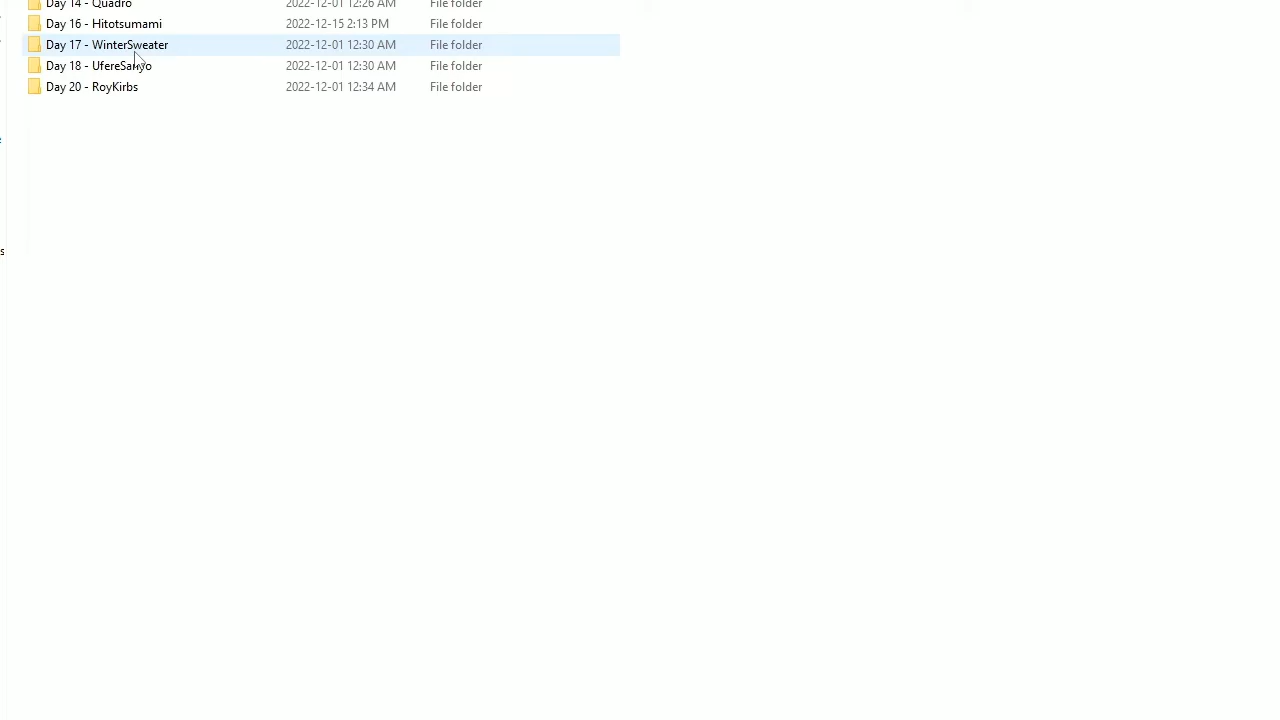 Day 14 - Quadro 2022-12-01 12:26 AM File folder
Day 16 - Hitotsumami 2022-12-15 2:13 PM File folder
Day 17 - WinterSweater 2022-12-01 12:30 AM File folder
Day 18 - UfereSanyo 2022-12-01 12:30 AM File folder
Day 20 - RoyKirbs 2022-12-01 12:34 AM File folder
s